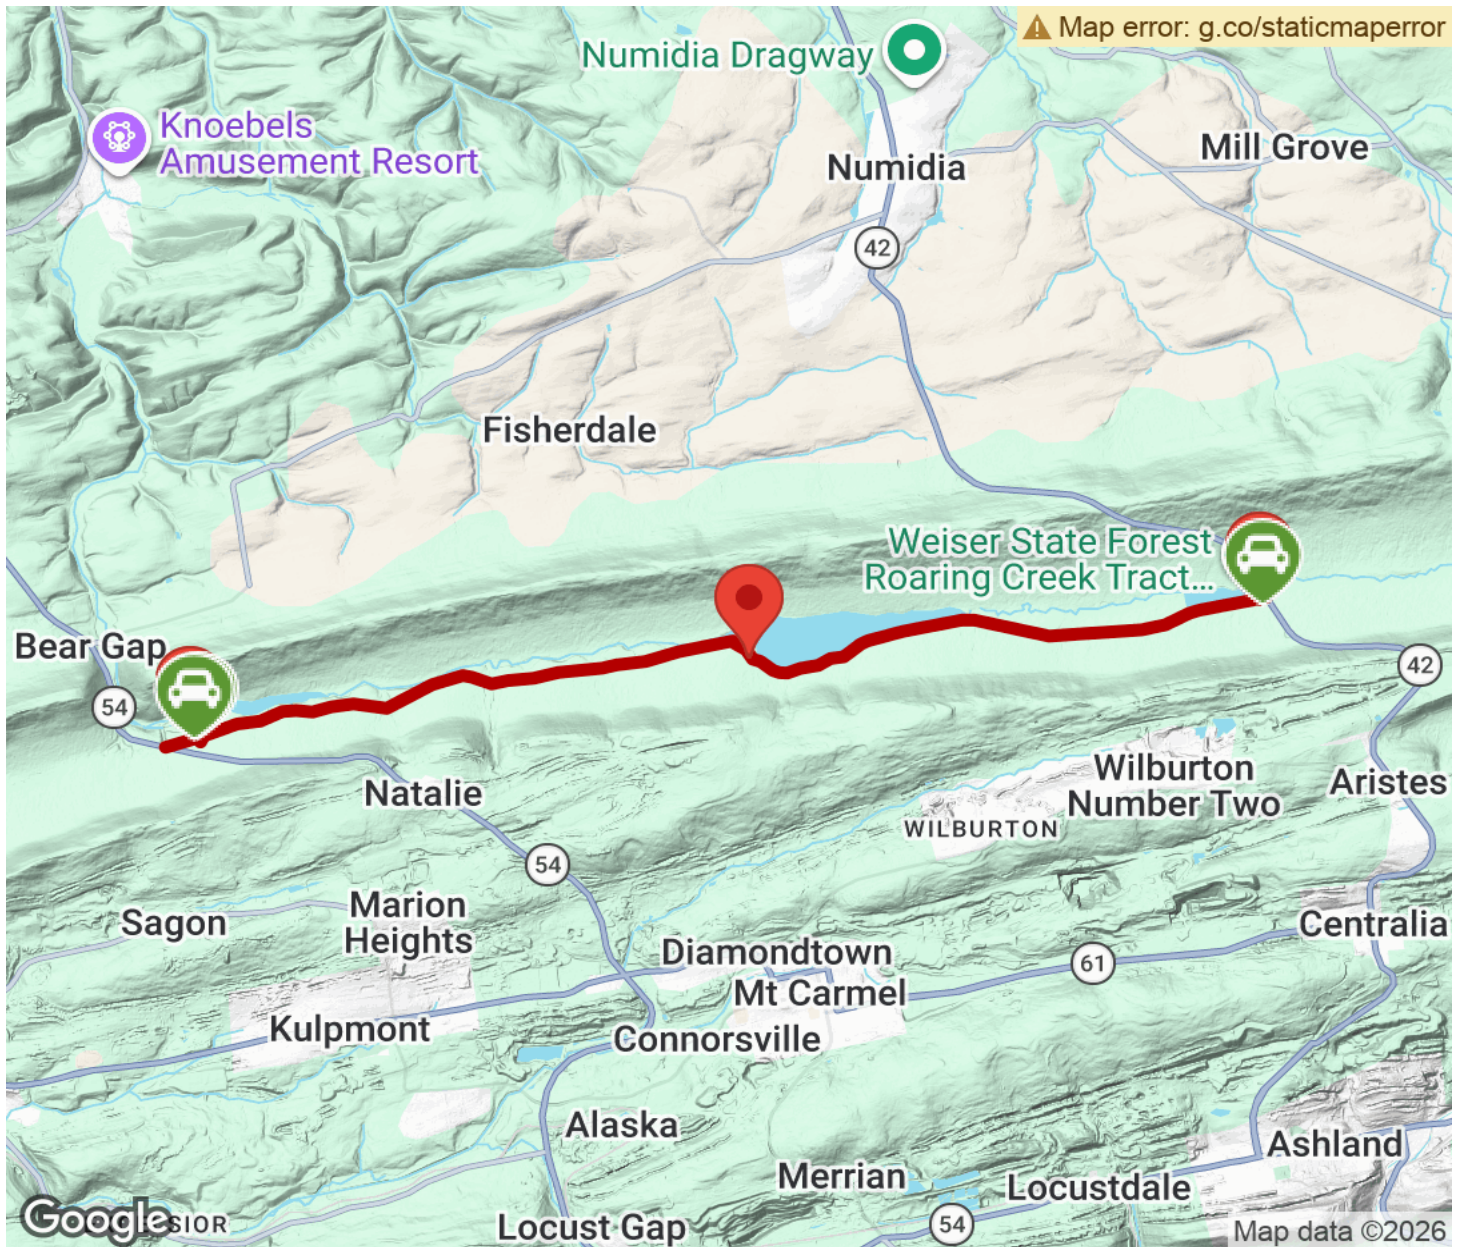 Map error: g.co/staticmaperror
Numidia Dragway
Knoebels
Amusement Resort
Mill Grove
Numidia
42
Fisherdale
Weiser State Forest
Roaring Creek Tract...
Bear Gap
42
54
Natalie
Wilburton
Number Two
Aristes
WILBURTON
54
Marion
Heights
Sagon
Centralia
Diamondtown
61
Mt Carmel
Kulpmont
Connorsville
Alaska
Ashland
Merrian
Locustdale
Google
SIOR
Locust Gap
54
Map data ©2026